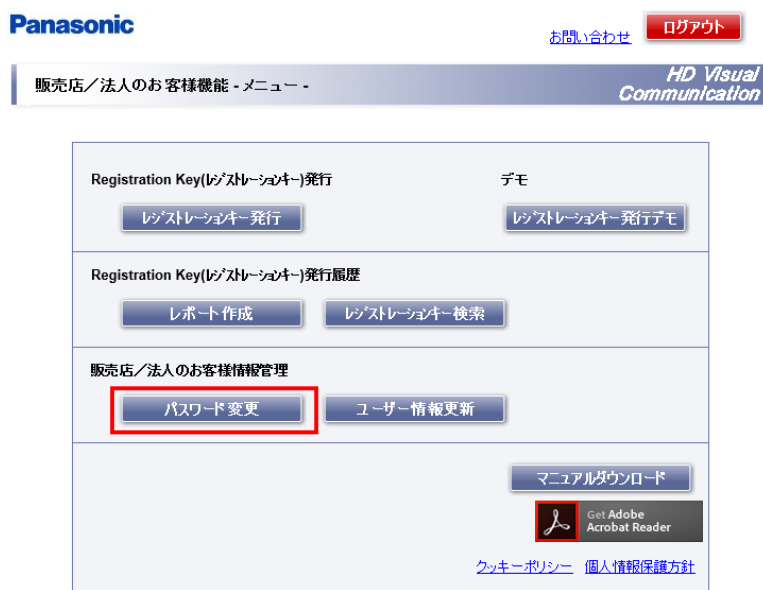 Panasonic
お問い合わせ
ログアウト
販売店／法人のお客様機能 - メニュー -
HD Visual
Communication
Registration Key(ﾚｼﾞｽﾄﾚｰｼｮﾝｷｰ)発行
デモ
ﾚｼﾞｽﾄﾚｰｼｮﾝｷｰ発行
ﾚｼﾞｽﾄﾚｰｼｮﾝｷｰ発行デモ
Registration Key(ﾚｼﾞｽﾄﾚｰｼｮﾝｷｰ)発行履歴
レポート作成
ﾚｼﾞｽﾄﾚｰｼｮﾝｷｰ検索
販売店／法人のお客様情報管理
パスワード変更
ユーザー情報更新
マニュアルダウンロード
Get Adobe
Acrobat Reader
クッキーポリシー 個人情報保護方針